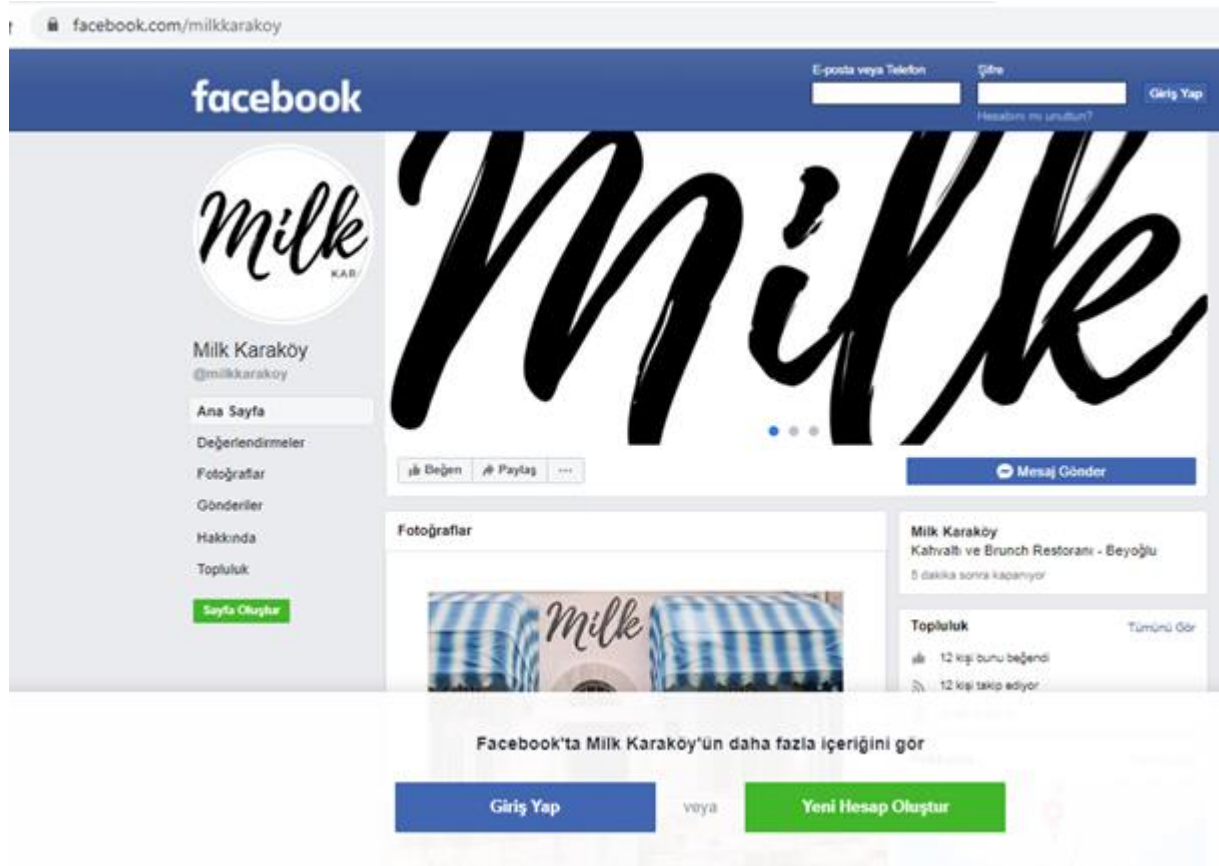 facebook.com/milkkarakoy
facebook
E-posta veya Telefon
Şifre
Giriş Yap
Hesabını mı unuttun?
Milk
KAR
Milk
Milk Karaköy
@milkkarakoy
Ana Sayfa
Değerlendirmeler
Fotoğraflar
Gönderiler
Hakkında
Topluluk
Sayfa Oluştur
Beğen
Paylaş
Mesaj Gönder
Fotoğraflar
Milk
Milk Karaköy
Kahvaltı ve Brunch Restoranı - Beyoğlu
5 dakika sonra kapanıyor
Topluluk
Tümünü Gör
12 kişi bunu beğendi
12 kişi takip ediyor
Facebook'ta Milk Karaköy'ün daha fazla içeriğini gör
Giriş Yap
veya
Yeni Hesap Oluştur